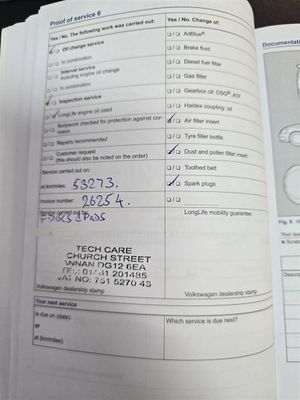 Proof of service 6
Yes / No. The following work was carried out:
Oil change service
In combination
Interval service
including engine oil change
In combination
Inspection service
LongLife engine oil used
Bodywork checked for protection against cor-
rosion
Repairs recommended
Customer request
(this should also be noted on the order)
Service carried out on:
at km/miles: 53273.
Invoice number: 26254.
Service carried out by:
F DISCS & PADS
TECH CARE
CHURCH STREET
ANNAN DG12 6EA
TEL: 01461 201485
VAT NO: 751 5270 43
Volkswagen dealership stamp
Yes / No. Change of:
AdBlue®
Brake fluid
Diesel fuel filter
Gas filter
Gearbox oil: DSG®, ATF
Haldex coupling: oil
Air filter insert
Tyre filler bottle
Dust and pollen filter insert
Toothed belt
Spark plugs
LongLife mobility guarantee:
Volkswagen dealership stamp
Your next service
is due on (date):
or
at (km/miles)
Which service is due next?
Documentati